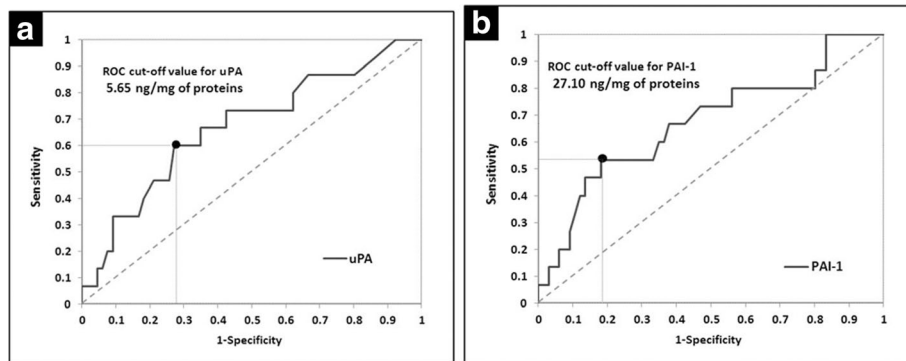 a
ROC cut-off value for uPA
5.65 ng/mg of proteins
1
0.9
0.8
0.7
0.6
0.5
0.4
0.3
0.2
0.1
0
Sensitivity
uPA
0 0.1 0.2 0.3 0.4 0.5 0.6 0.7 0.8 0.9 1
1-Specificity
b
ROC cut-off value for PAI-1
27.10 ng/mg of proteins
1
0.9
0.8
0.7
0.6
0.5
0.4
0.3
0.2
0.1
0
Sensitivity
PAI-1
0 0.1 0.2 0.3 0.4 0.5 0.6 0.7 0.8 0.9 1
1-Specificity